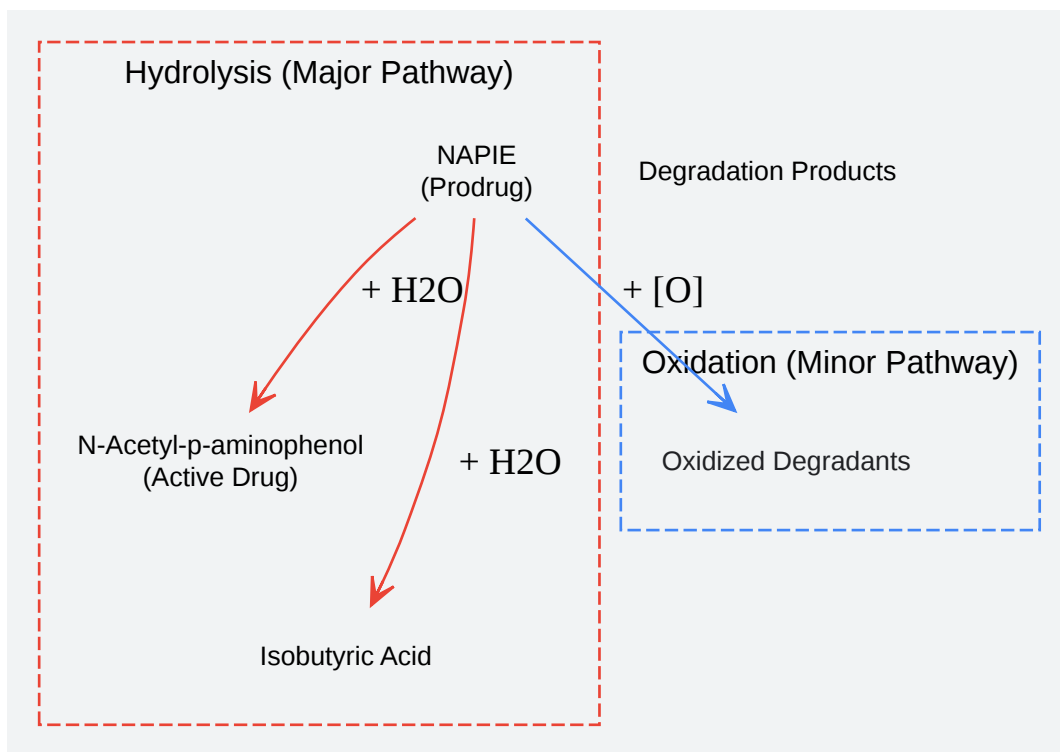 Hydrolysis (Major Pathway)
NAPIE
(Prodrug)
Degradation Products
+ H2O
+ [O]
Oxidation (Minor Pathway)
N-Acetyl-p-aminophenol
(Active Drug)
+ H2O
Oxidized Degradants
Isobutyric Acid